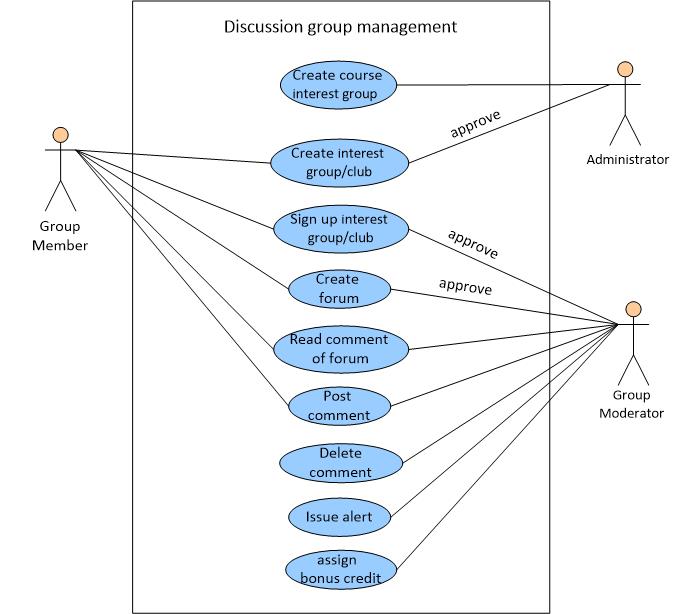 Discussion group management
Create course
interest group
approve
Administrator
Create interest
group/club
Group
Member
Sign up interest
group/club
approve
Create
forum
approve
Read comment
of forum
Group
Moderator
Post
comment
Delete
comment
Issue alert
assign
bonus credit